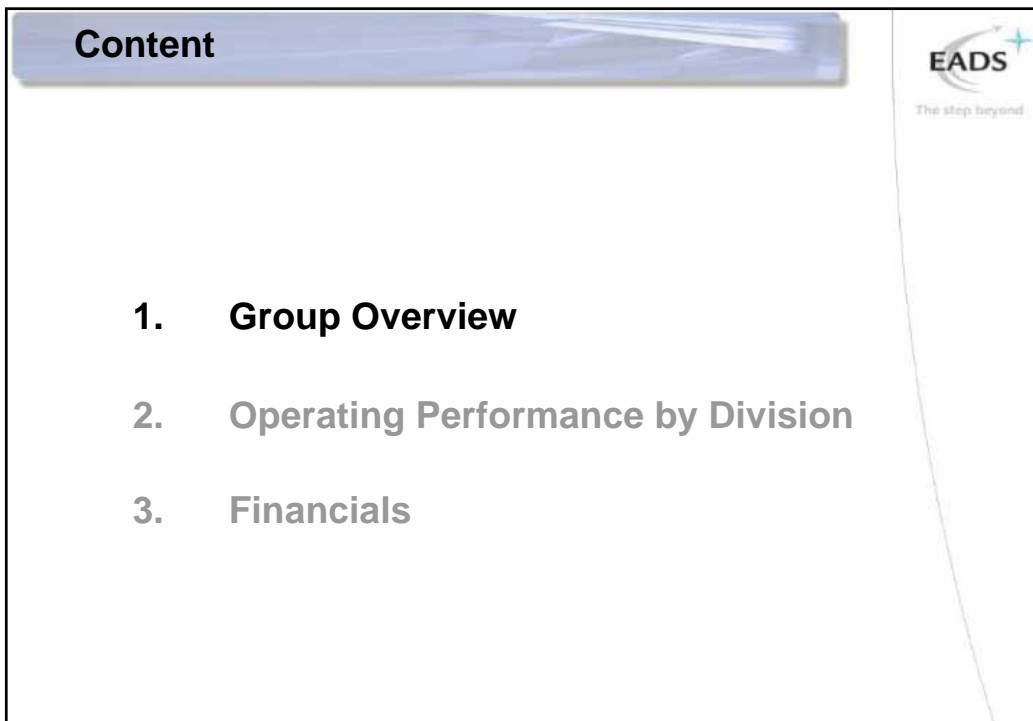 Content
EADS
The step beyond
1. Group Overview
2. Operating Performance by Division
3. Financials